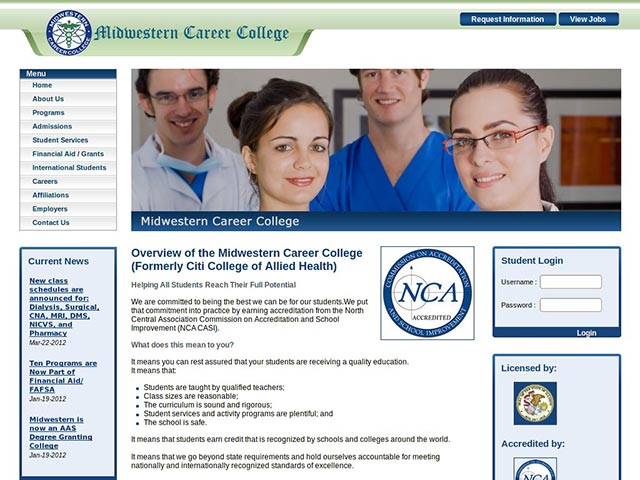 MIDWESTERN
CAREER COLLEGE
Midwestern Career College
Request Information
View Jobs
Menu
Home
About Us
Programs
Admissions
Student Services
Financial Aid / Grants
International Students
Careers
Affiliations
Employers
Contact Us
Midwestern Career College
Current News
New class
schedules are
announced for:
Dialysis, Surgical,
CNA, MRI, DMS,
NICVS, and
Pharmacy
Mar-22-2012
Ten Programs are
Now Part of
Financial Aid/
FAFSA
Jan-19-2012
Midwestern is
now an AAS
Degree Granting
College
Jan-19-2012
Overview of the Midwestern Career College
(Formerly Citi College of Allied Health)
Helping All Students Reach Their Full Potential
We are committed to being the best we can be for our students.We put
that commitment into practice by earning accreditation from the North
Central Association Commission on Accreditation and School
Improvement (NCA CASI).
What does this mean to you?
It means you can rest assured that your students are receiving a quality education.
It means that:
Students are taught by qualified teachers;
Class sizes are reasonable;
The curriculum is sound and rigorous;
Student services and activity programs are plentiful; and
The school is safe.
It means that students earn credit that is recognized by schools and colleges around the world.
It means that we go beyond state requirements and hold ourselves accountable for meeting
nationally and internationally recognized standards of excellence.
COMMISSION ON ACCREDITATION
NCA
ACCREDITED
AND SCHOOL IMPROVEMENT
Student Login
Username :
Password :
Login
Licensed by:
Accredited by:
NCA